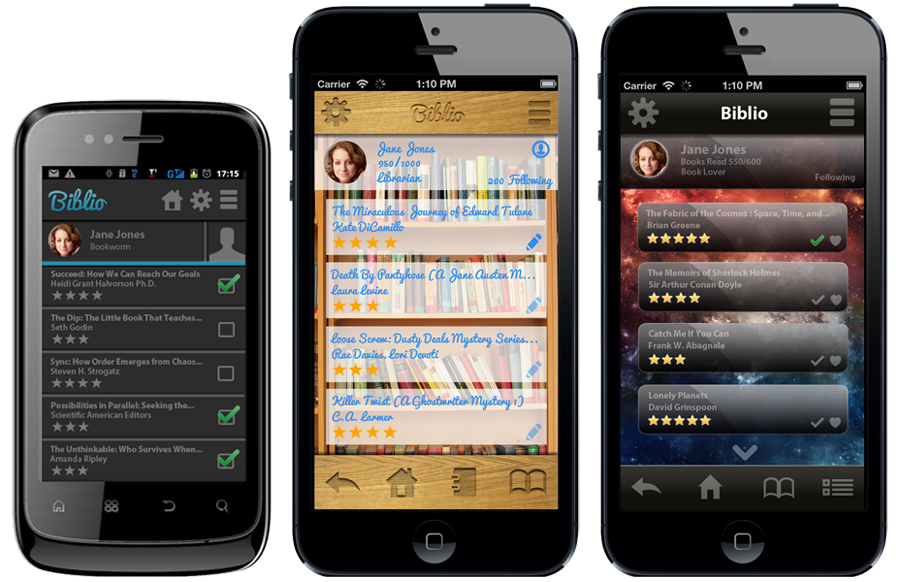 17:15
Biblio
Jane Jones
Bookworm
Succeed: How We Can Reach Our Goals
Heidi Grant Halvorson Ph.D.
The Dip: The Little Book That Teaches...
Seth Godin
Sync: How Order Emerges from Chaos...
Steven H. Strogatz
Possibilities in Parallel: Seeking the...
Scientific American Editors
The Unthinkable: Who Survives When...
Amanda Ripley
Carrier 1:10 PM
Biblio
Jane Jones
950/1000
Librarian
200 Following
The Miraculous Journey of Edward Tulane
Kate DiCamillo
Death By Pantyhose (A Jane Austen M...
Laura Levine
Loose Screw: Dusty Deals Mystery Series...
Rae Davies, Lori Devoti
Killer Twist (A Ghostwriter Mystery 1)
C.A. Larmer
Carrier 1:10 PM
Biblio
Jane Jones
Books Read 550/600
Book Lover
Following
The Fabric of the Cosmos : Space, Time, and...
Brian Greene
The Memoirs of Sherlock Holmes
Sir Arthur Conan Doyle
Catch Me If You Can
Frank W. Abagnale
Lonely Planets
David Grinspoon